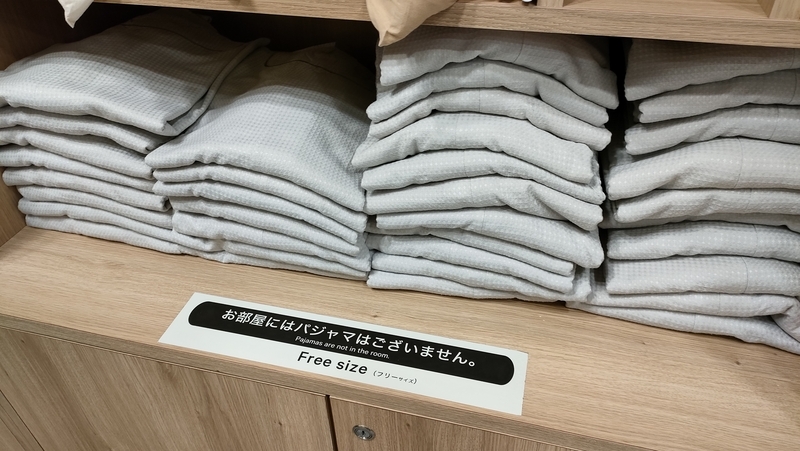 お部屋にはパジャマはございません。
Pajamas are not in the room.
Free size (フリーサイズ)